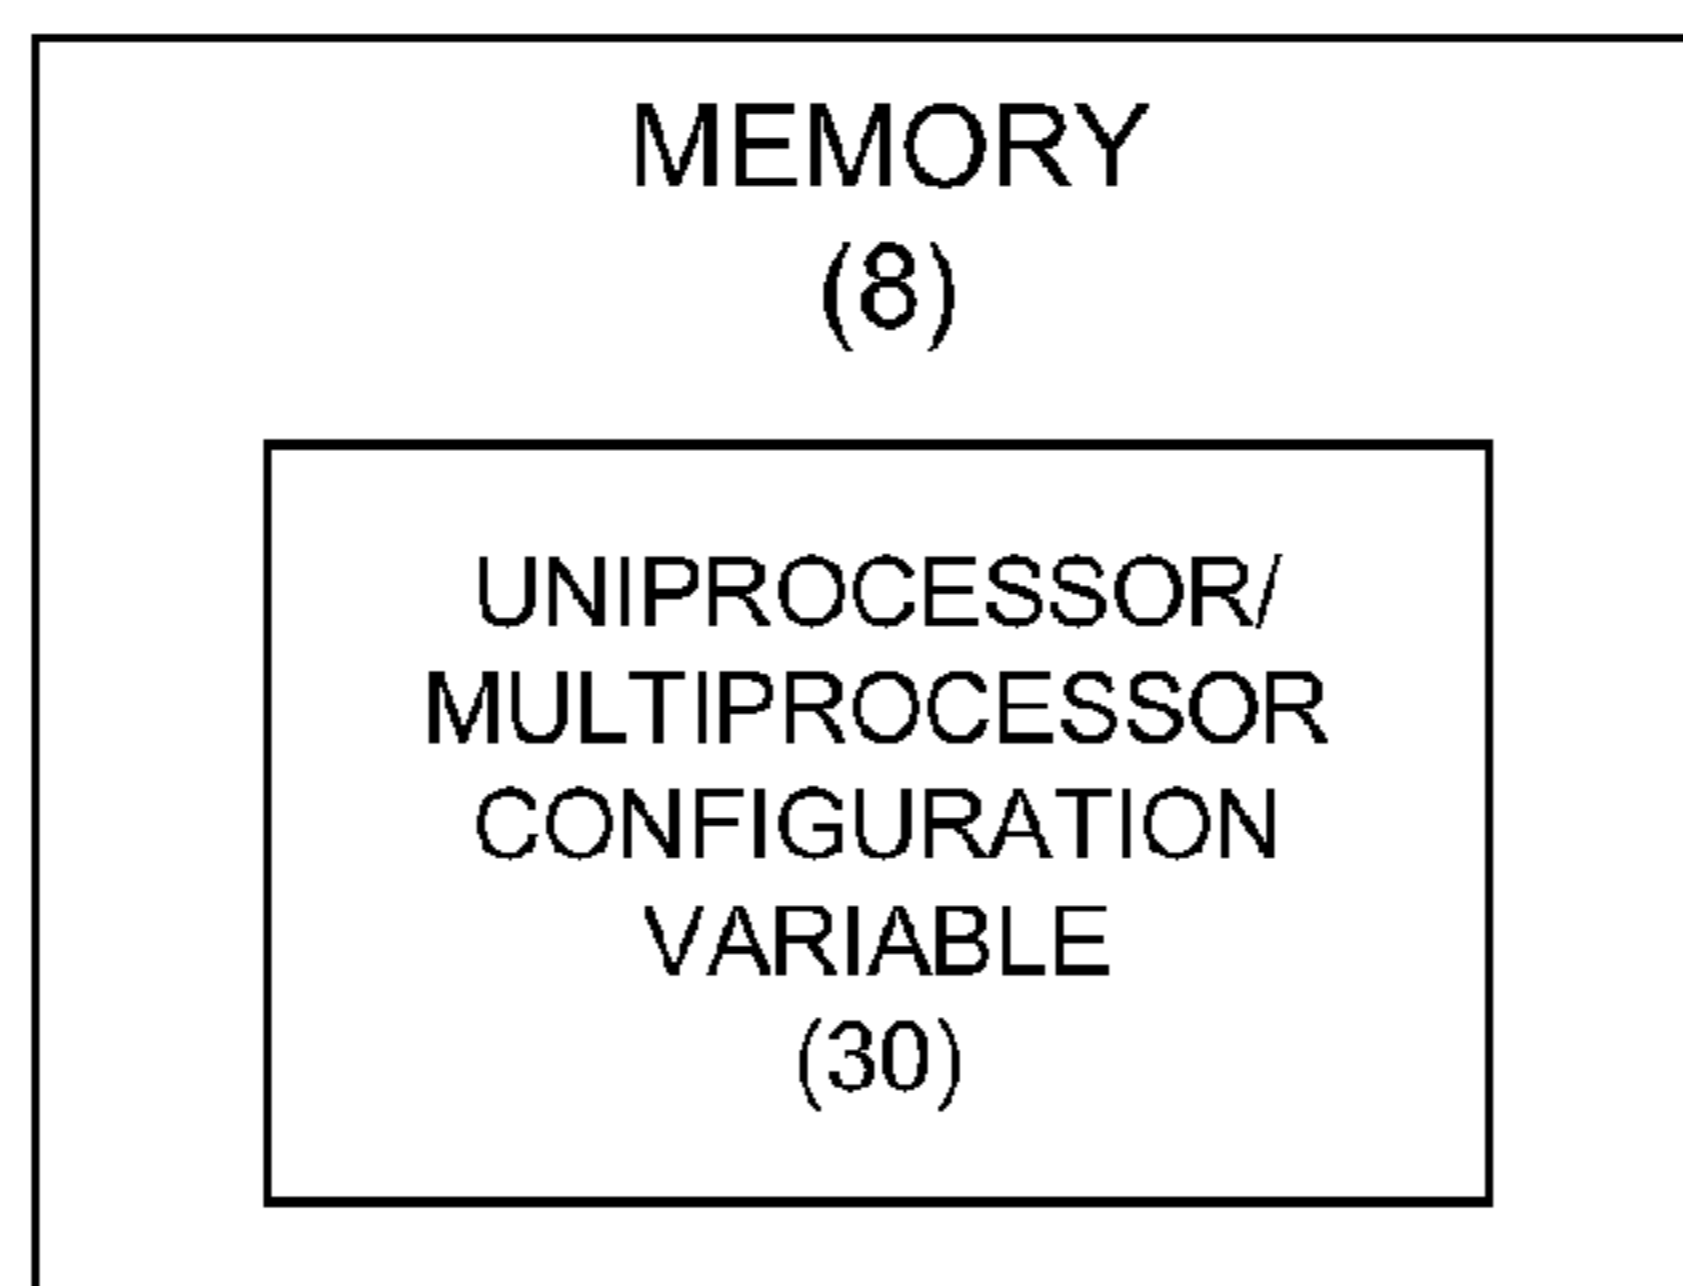 MEMORY
(8)
UNIPROCESSOR/
MULTIPROCESSOR
CONFIGURATION
VARIABLE
(30)